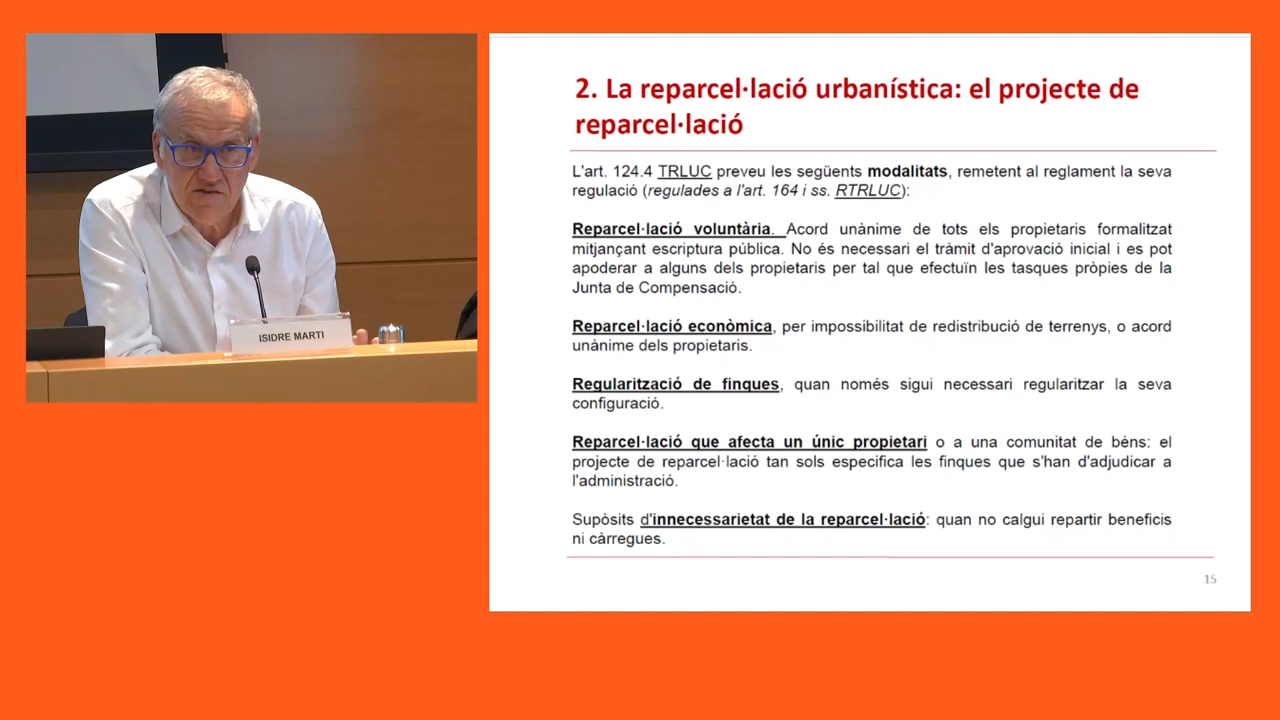 ISIDRE MARTI
2. La reparcel·lació urbanística: el projecte de
reparcel·lació
L'art. 124.4 TRLUC preveu les següents modalitats, remetent al reglament la seva
regulació (regulades a l'art. 164 i ss. RTRLUC):
Reparcel·lació voluntària. Acord unànime de tots els propietaris formalitzat
mitjançant escriptura pública. No és necessari el tràmit d'aprovació inicial i es pot
apoderar a alguns dels propietaris per tal que efectuïn les tasques pròpies de la
Junta de Compensació.
Reparcel·lació econòmica, per impossibilitat de redistribució de terrenys, o acord
unànime dels propietaris.
Regularització de finques, quan només sigui necessari regularitzar la seva
configuració.
Reparcel·lació que afecta un únic propietari o a una comunitat de béns: el
projecte de reparcel·lació tan sols especifica les finques que s'han d'adjudicar a
l'administració.
Supòsits d'innecessarietat de la reparcel·lació: quan no calgui repartir beneficis
ni càrregues.
15